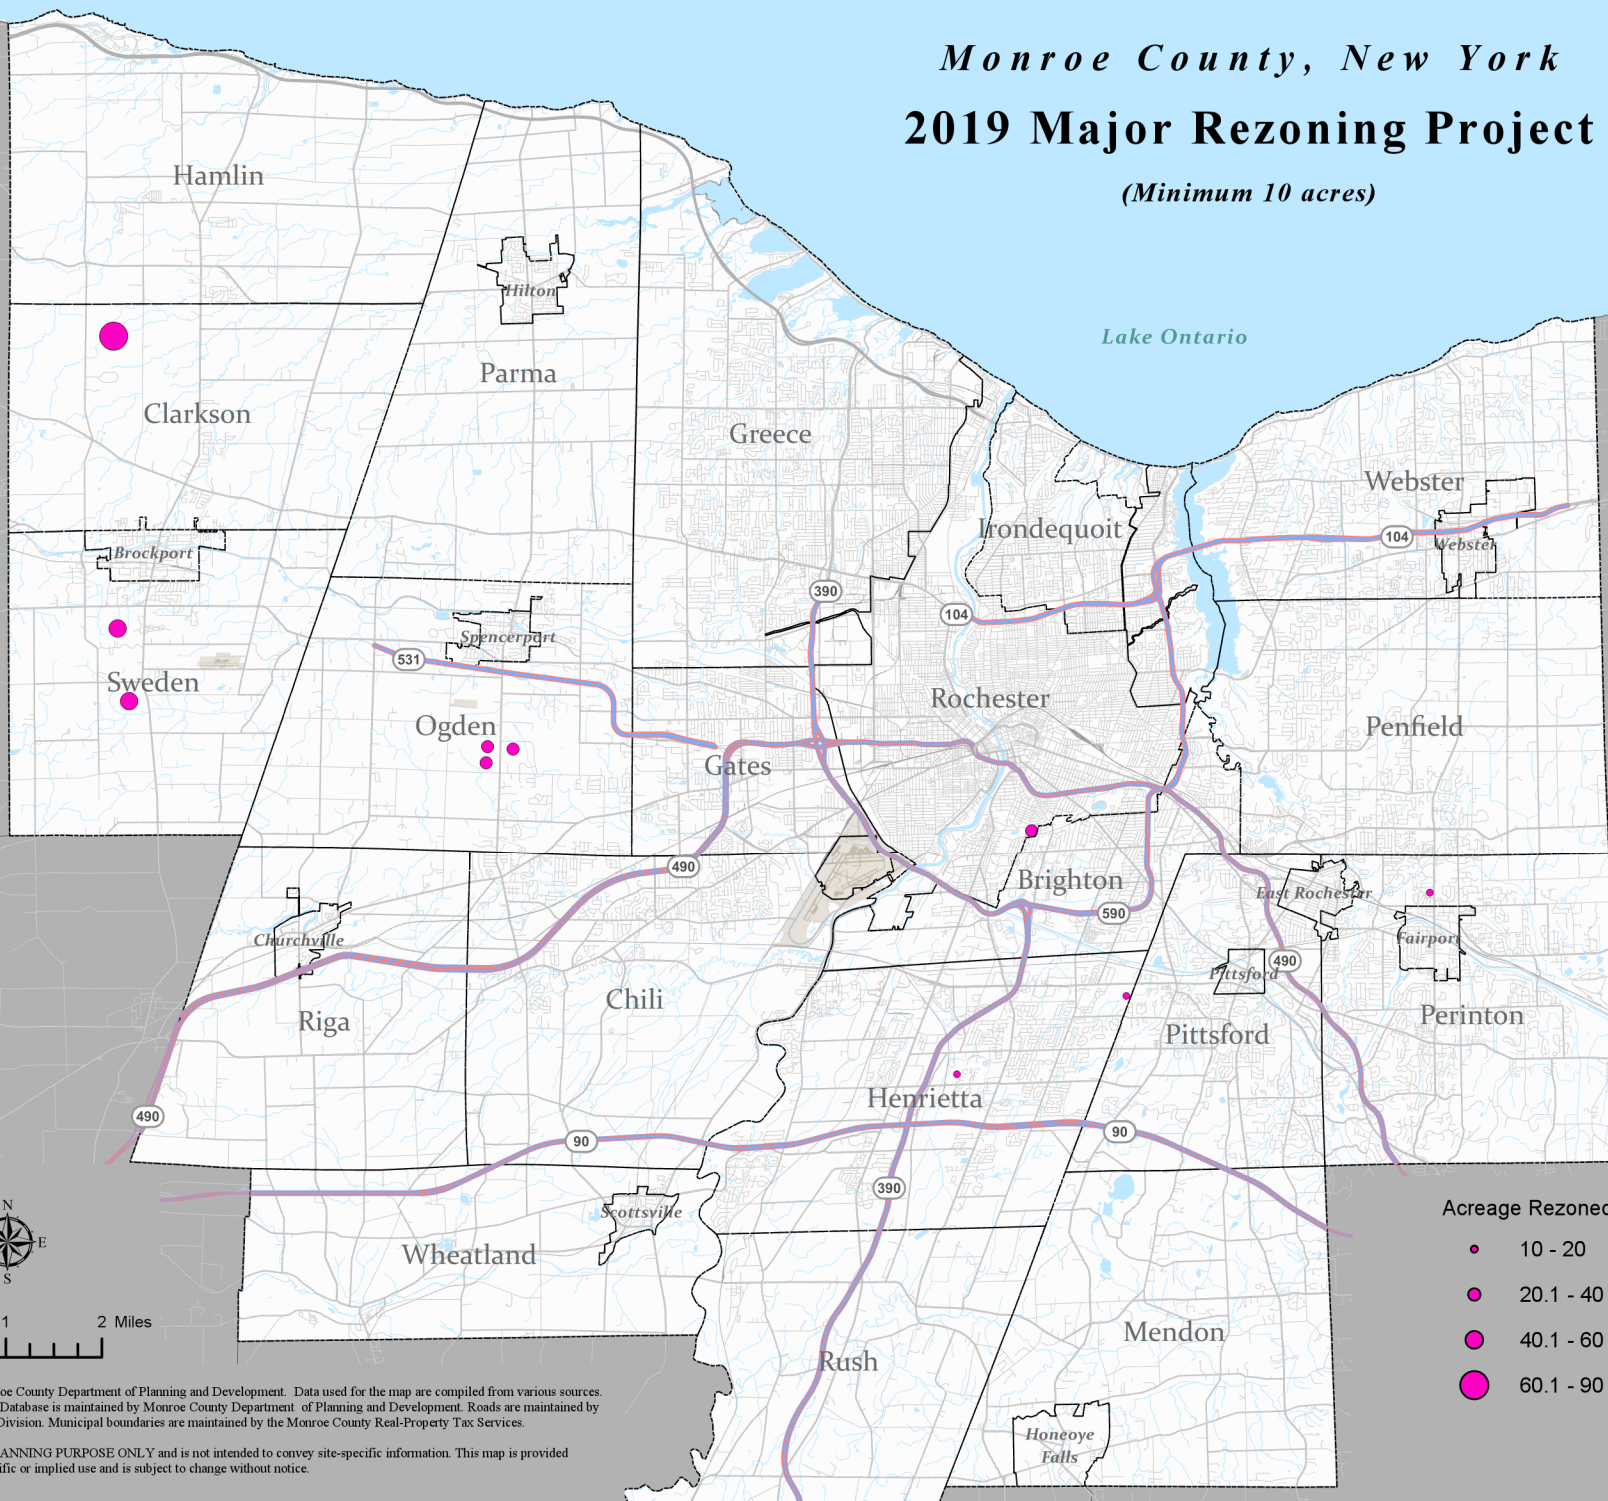 Monroe County, New York
2019 Major Rezoning Project
(Minimum 10 acres)
Hamlin
Hilton
Lake Ontario
Parma
Clarkson
Greece
Webster
Irondequoit
104
Webster
Brockport
390
104
Spencerport
531
Sweden
Rochester
Ogden
Penfield
Gates
490
Brighton
East Rochester
590
Churchville
Fairport
490
Pittsford
Chili
Riga
Perinton
Pittsford
Henrietta
490
90
90
390
N
E
S
Scottsville
Wheatland
Acreage Rezoned
10 - 20
20.1 - 40
40.1 - 60
60.1 - 90
1 2 Miles
Mendon
Rush
Honeoye
Falls
oe County Department of Planning and Development. Data used for the map are compiled from various sources.
Database is maintained by Monroe County Department of Planning and Development. Roads are maintained by
Division. Municipal boundaries are maintained by the Monroe County Real-Property Tax Services.
ANNING PURPOSE ONLY and is not intended to convey site-specific information. This map is provided
ific or implied use and is subject to change without notice.